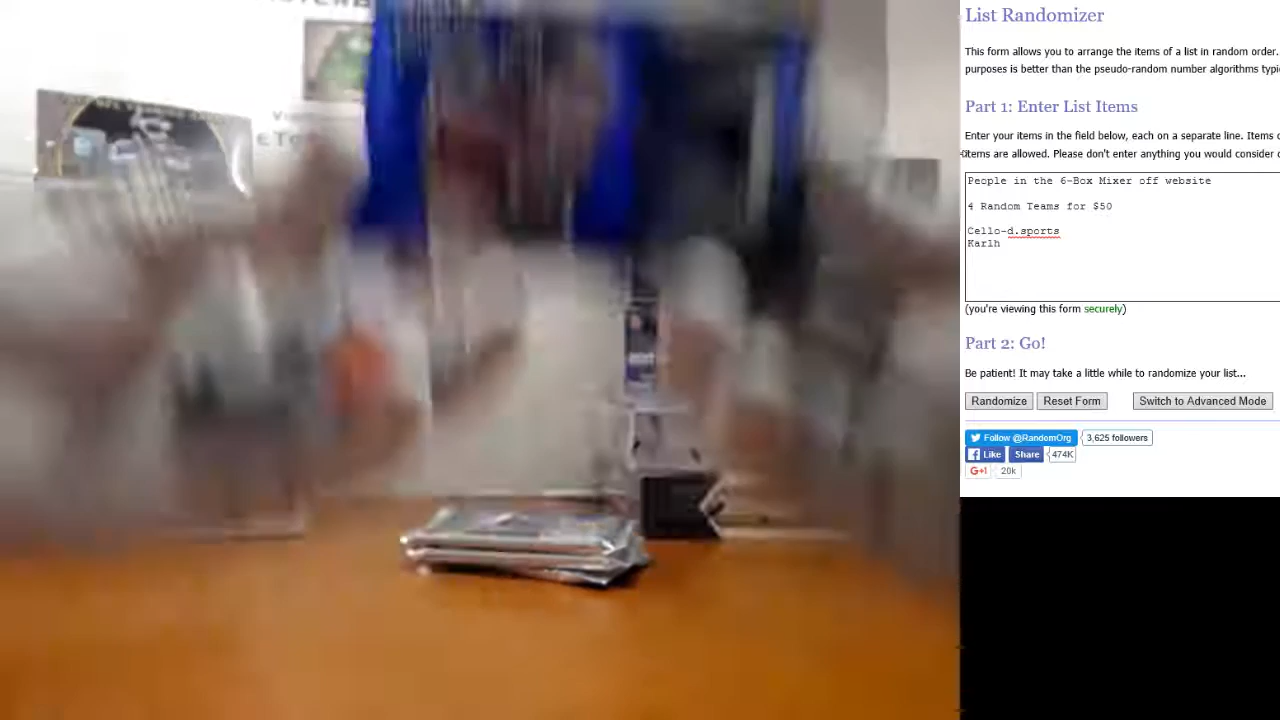 List Randomizer
This form allows you to arrange the items of a list in random order.
purposes is better than the pseudo-random number algorithms
Part 1: Enter List Items
Enter your items in the field below, each on a separate line. Items
items are allowed. Please don't enter anything you would consider
People in the 6-Box Mixer off website
4 Random Teams for $50
Cello-d.sports
Karlh
(you're viewing this form securely)
Part 2: Go!
Be patient! It may take a little while to randomize your list...
Randomize Reset Form Switch to Advanced Mode
Follow @RandomOrg 3,625 followers
Like Share 474K
G+1 20k